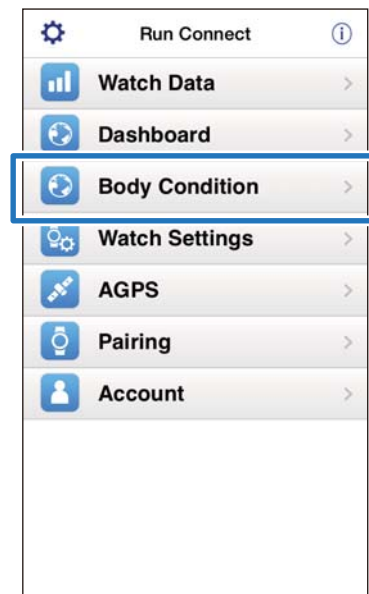 Run Connect
Watch Data
Dashboard
Body Condition
Watch Settings
AGPS
Pairing
Account